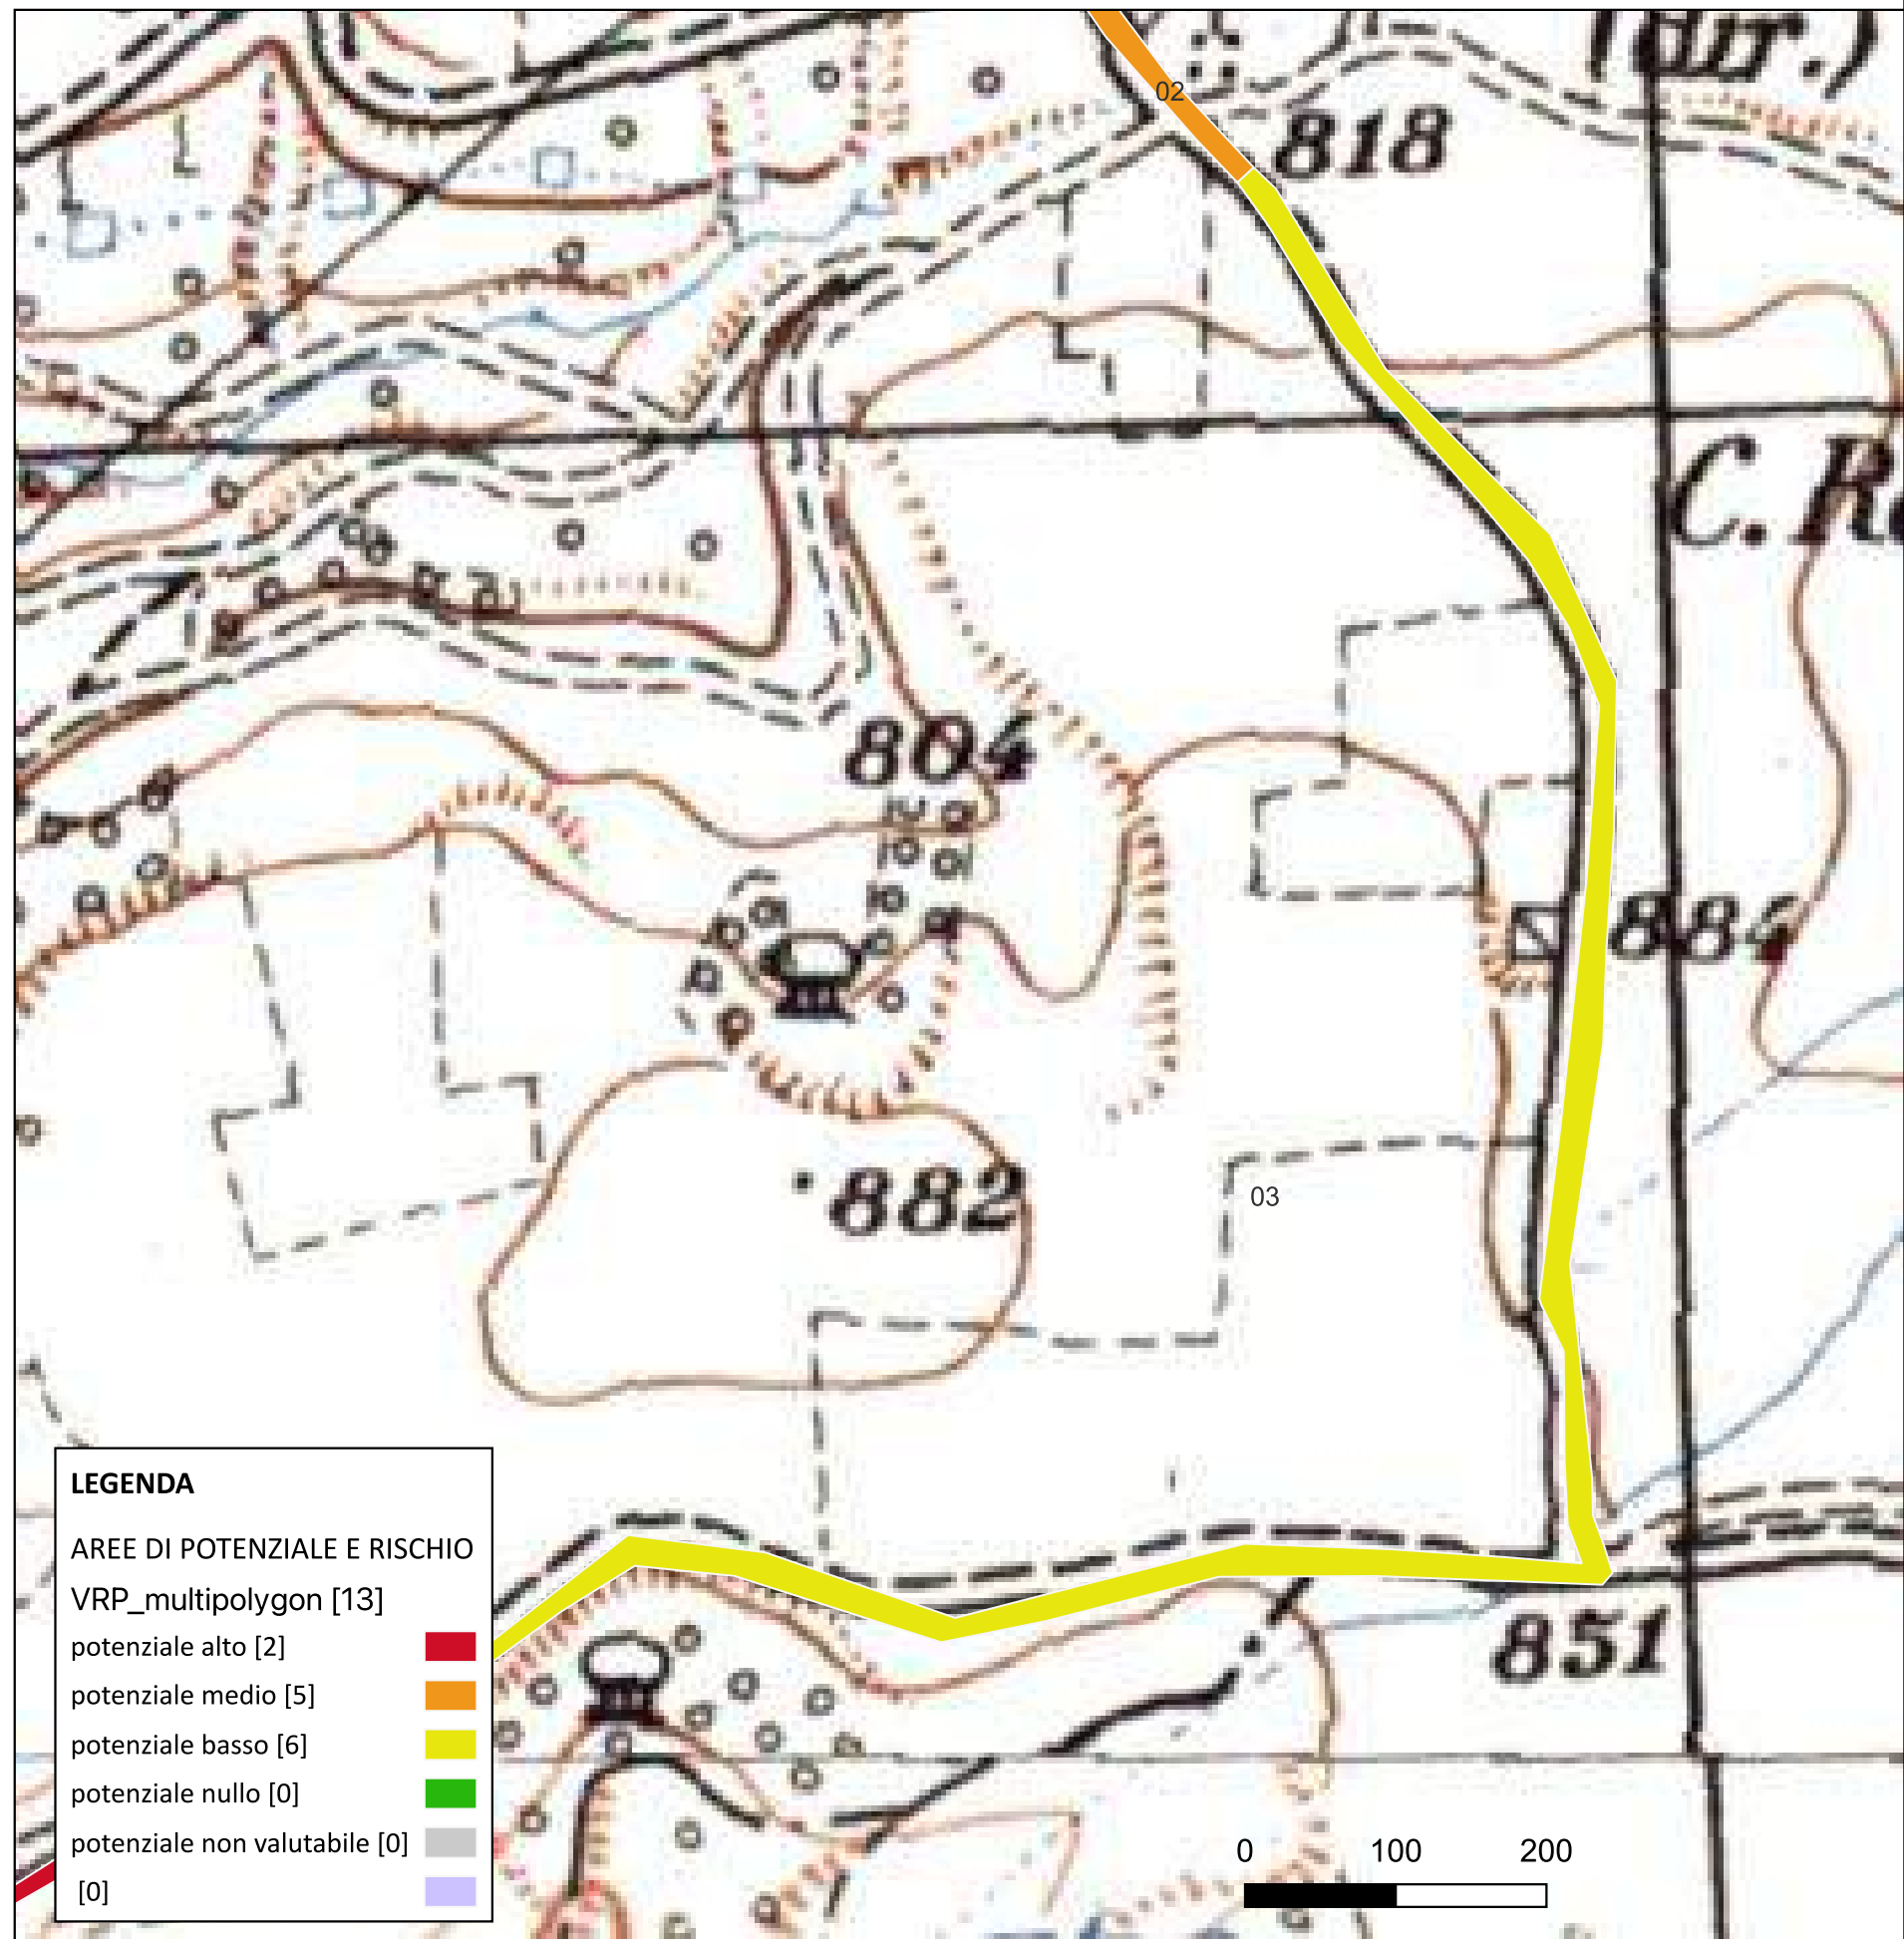 (dir.)
02
818
C. R
804
884
882
03
LEGENDA
AREE DI POTENZIALE E RISCHIO
VRP_multipolygon [13]
potenziale alto [2]
potenziale medio [5]
potenziale basso [6]
potenziale nullo [0]
potenziale non valutabile [0]
[0]
851
0 100 200